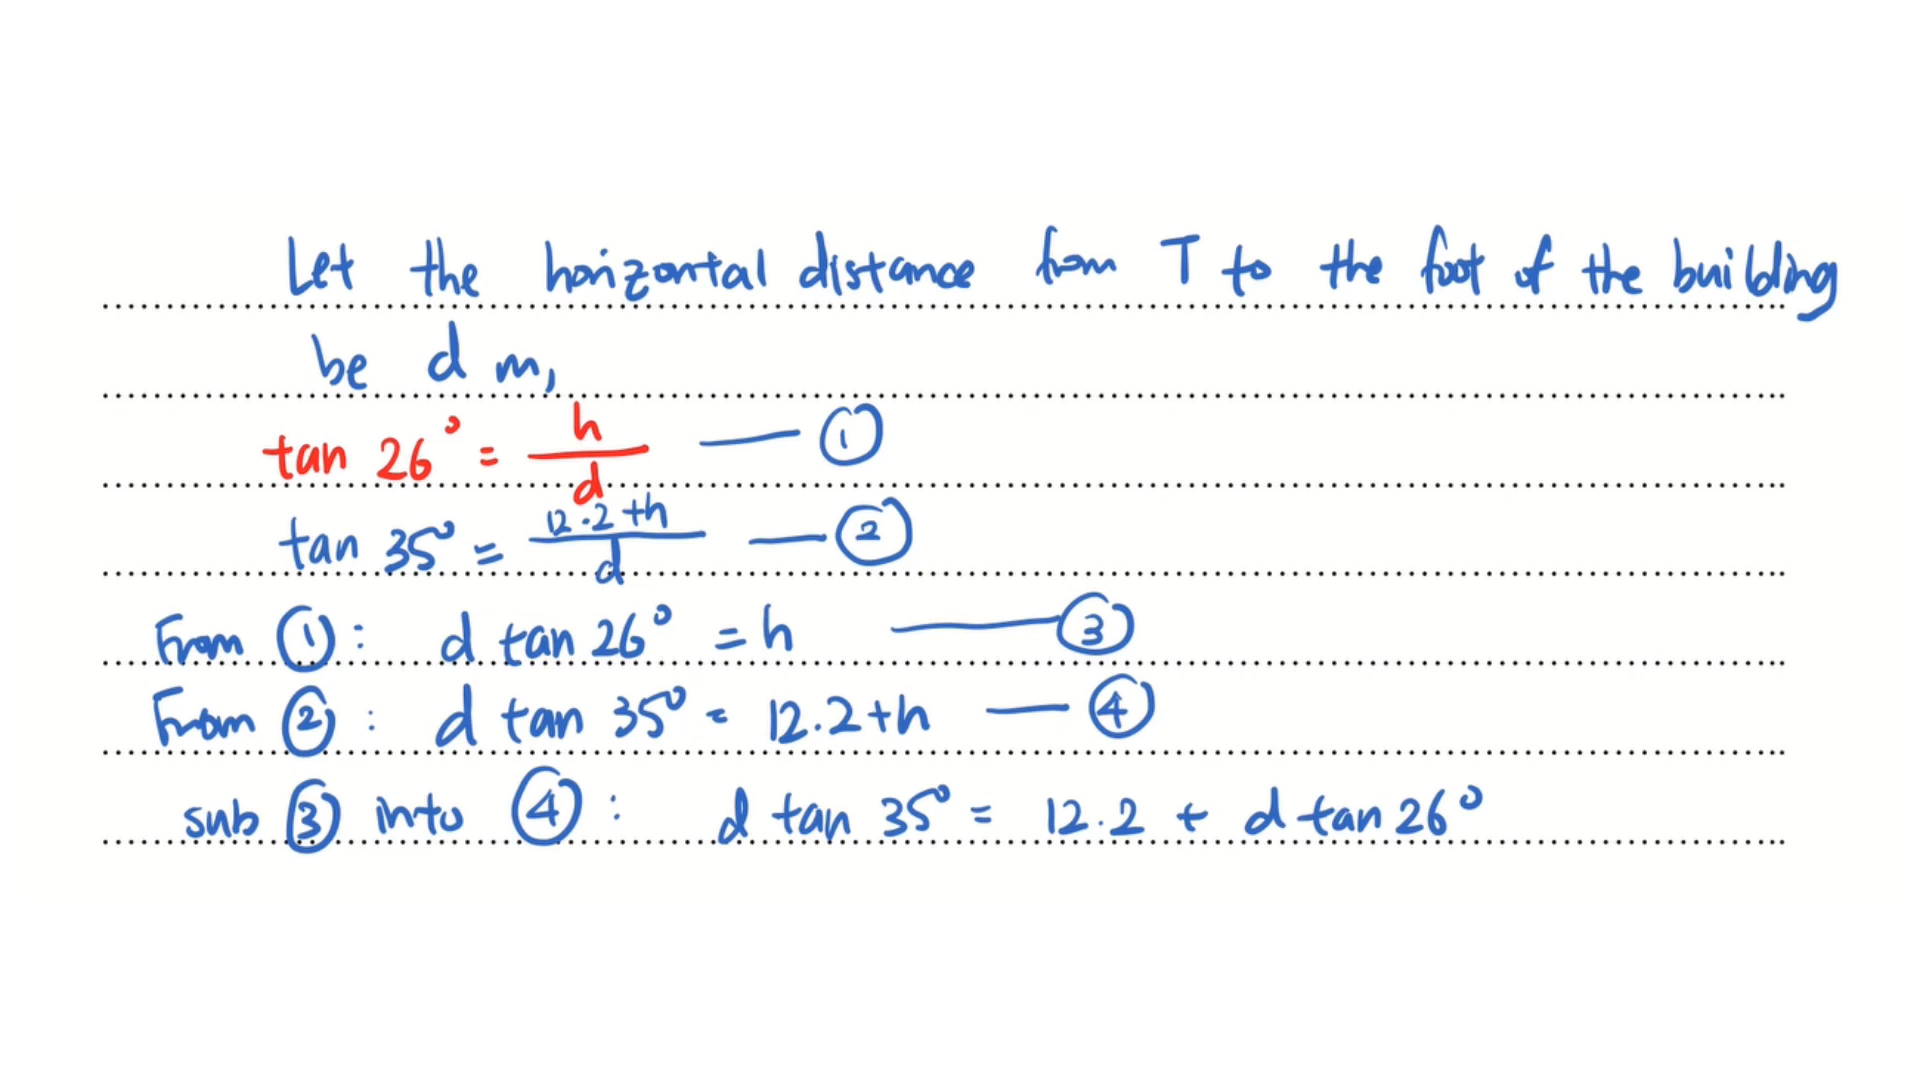 Let the horizontal distance from T to the foot of the building
be d m,
tan 26° = h/d —— ①
tan 35° = 12.2+h/d —— ②
From ①: d tan 26° = h —— ③
From ②: d tan 35° = 12.2+h —— ④
sub ③ into ④: d tan 35° = 12.2 + d tan 26°